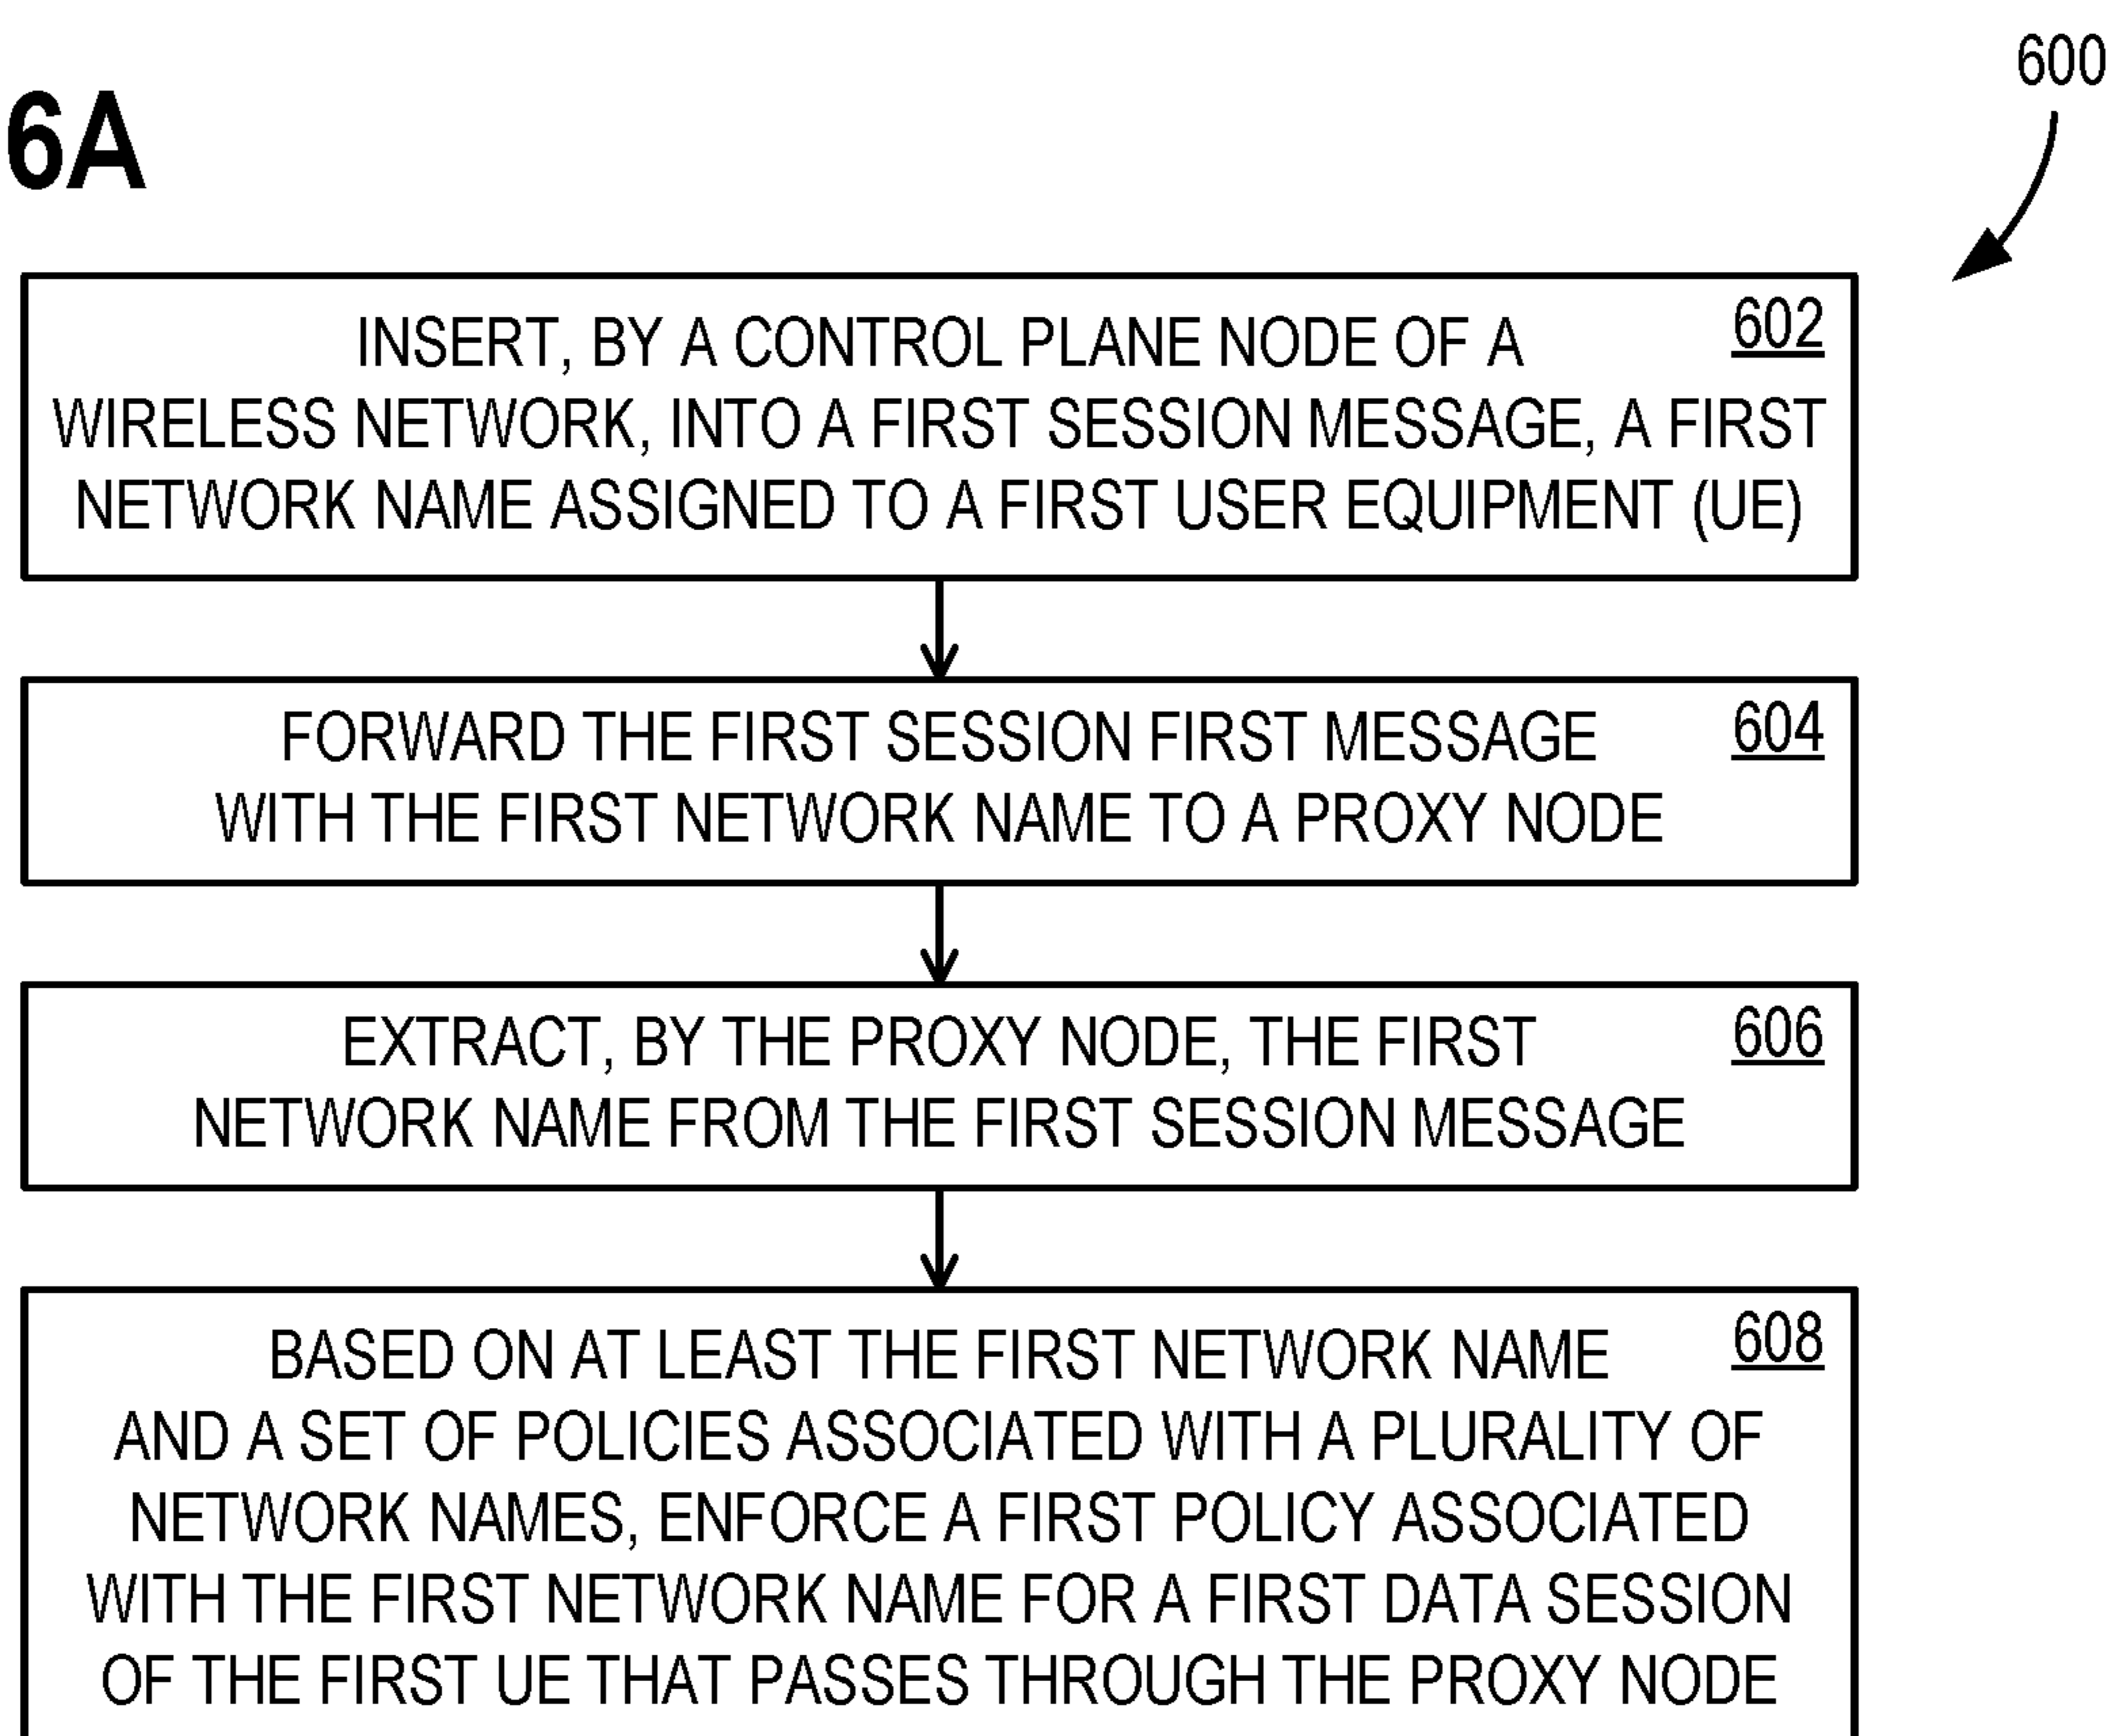 600
6A
602
INSERT, BY A CONTROL PLANE NODE OF A
WIRELESS NETWORK, INTO A FIRST SESSION MESSAGE, A FIRST
NETWORK NAME ASSIGNED TO A FIRST USER EQUIPMENT (UE)
604
FORWARD THE FIRST SESSION FIRST MESSAGE
WITH THE FIRST NETWORK NAME TO A PROXY NODE
606
EXTRACT, BY THE PROXY NODE, THE FIRST
NETWORK NAME FROM THE FIRST SESSION MESSAGE
608
BASED ON AT LEAST THE FIRST NETWORK NAME
AND A SET OF POLICIES ASSOCIATED WITH A PLURALITY OF
NETWORK NAMES, ENFORCE A FIRST POLICY ASSOCIATED
WITH THE FIRST NETWORK NAME FOR A FIRST DATA SESSION
OF THE FIRST UE THAT PASSES THROUGH THE PROXY NODE